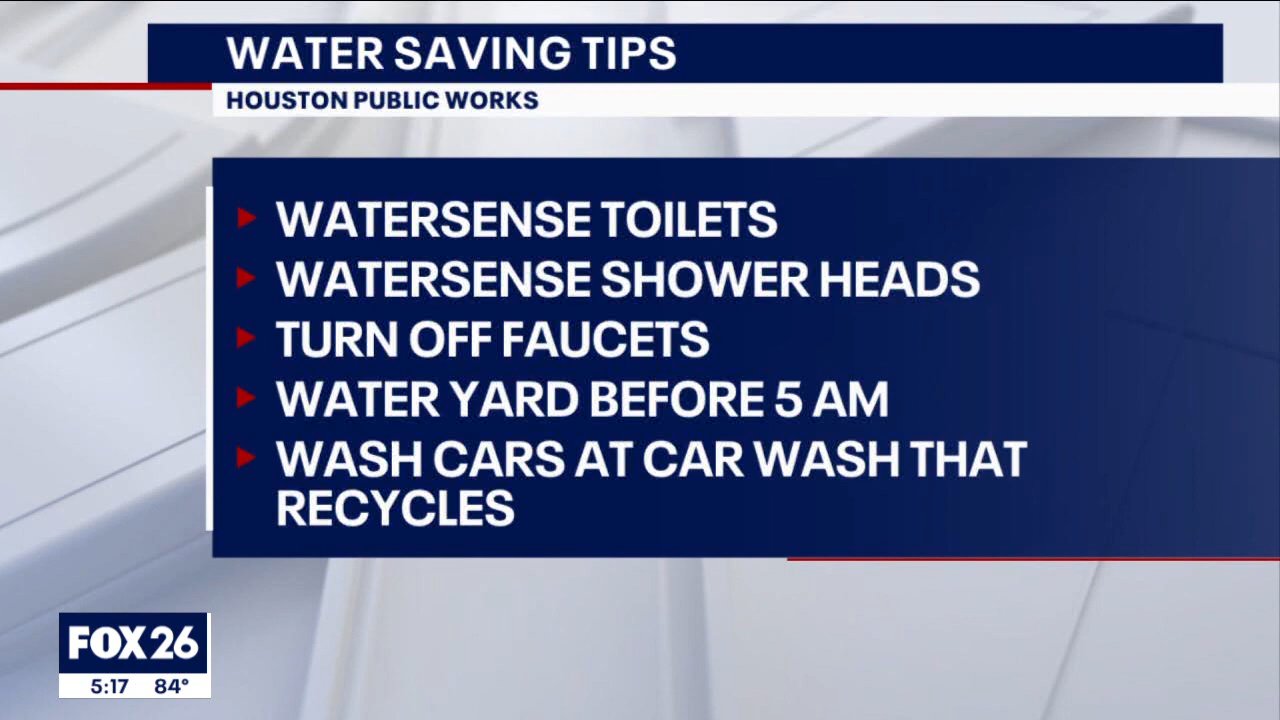 WATER SAVING TIPS
HOUSTON PUBLIC WORKS
WATERSENSE TOILETS
WATERSENSE SHOWER HEADS
TURN OFF FAUCETS
WATER YARD BEFORE 5 AM
WASH CARS AT CAR WASH THAT
RECYCLES
FOX 26
5:17 84°